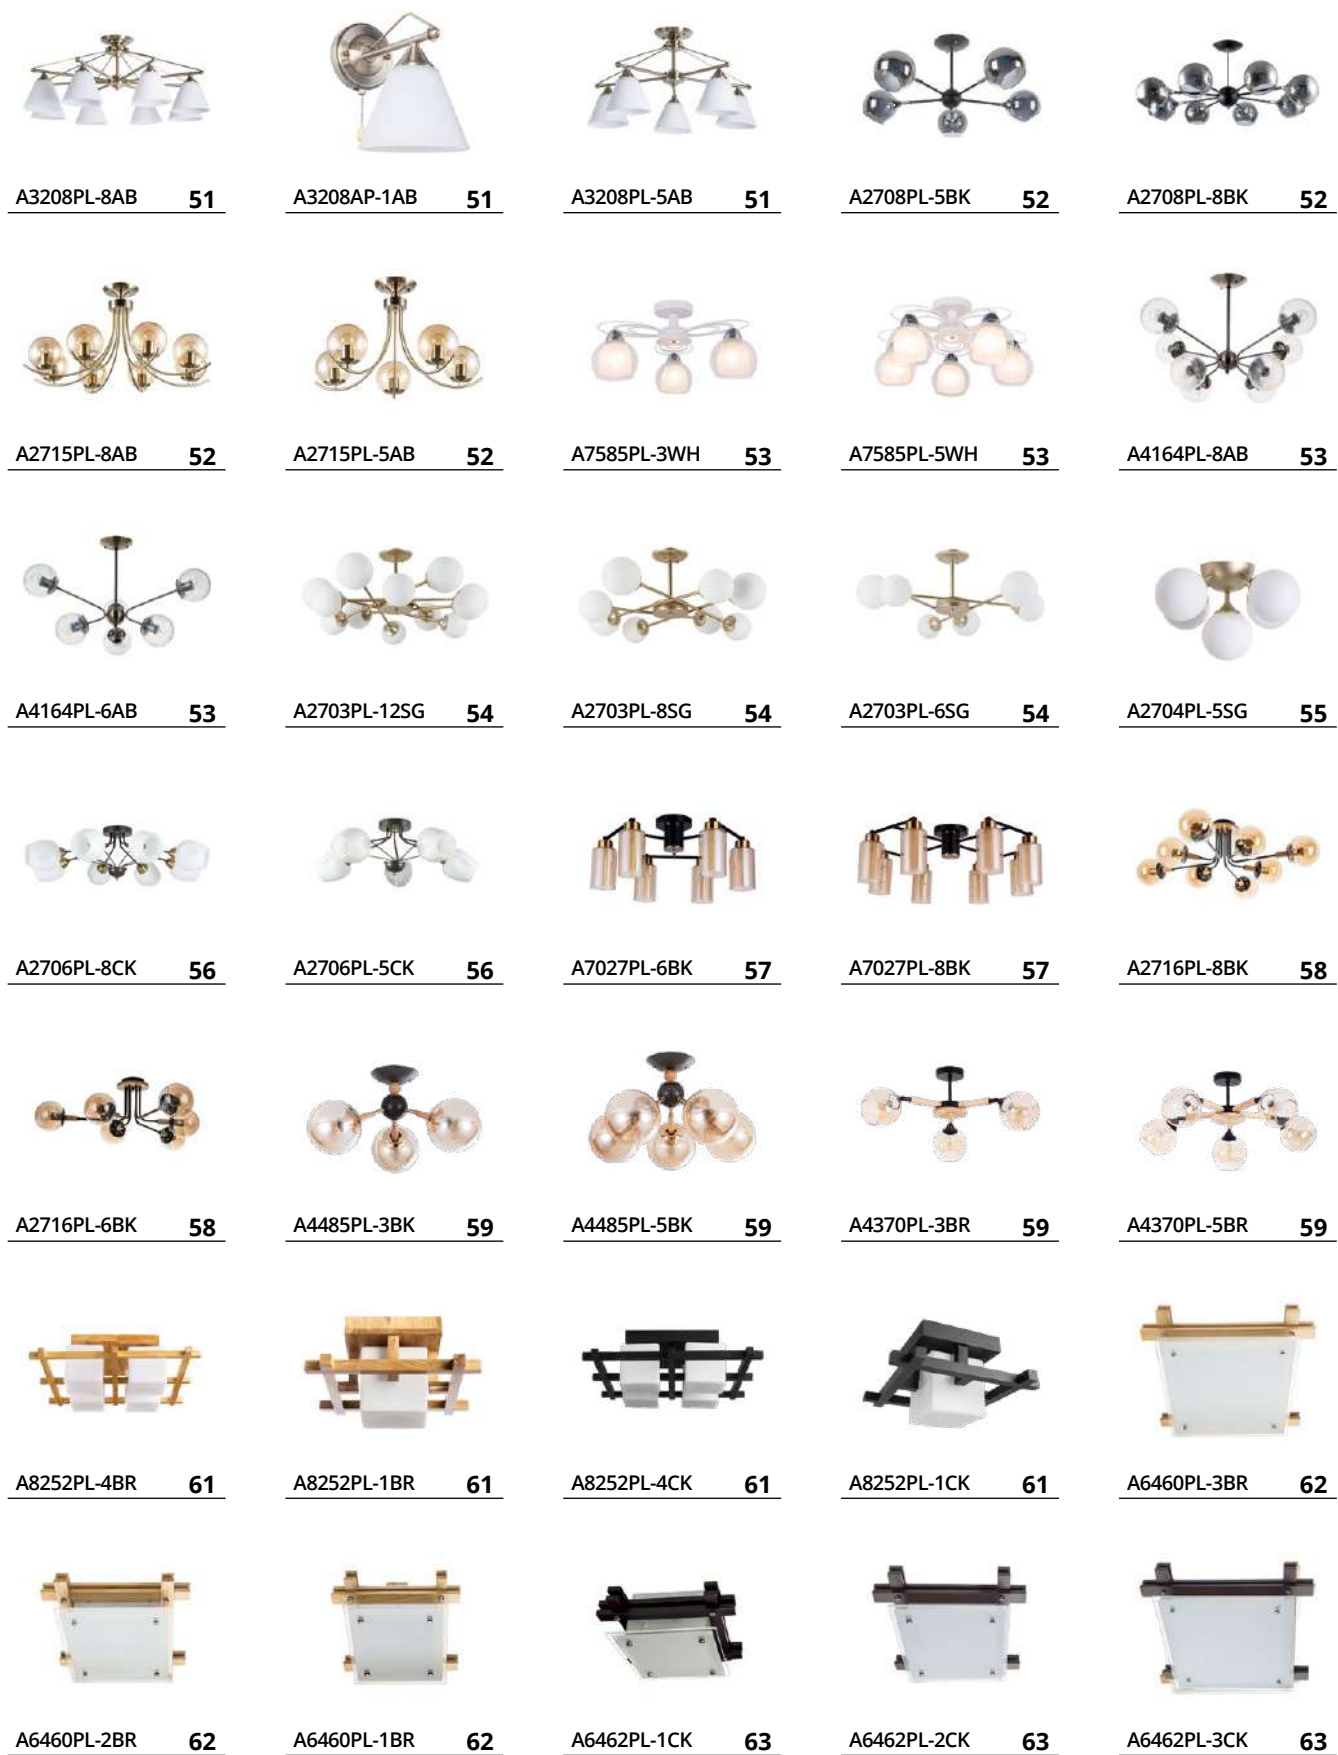 A3208PL-8AB 51 A3208AP-1AB 51 A3208PL-5AB 51 A2708PL-5BK 52 A2708PL-8BK 52
A2715PL-8AB 52 A2715PL-5AB 52 A7585PL-3WH 53 A7585PL-5WH 53 A4164PL-8AB 53
A4164PL-6AB 53 A2703PL-12SG 54 A2703PL-8SG 54 A2703PL-6SG 54 A2704PL-5SG 55
A2706PL-8CK 56 A2706PL-5CK 56 A7027PL-6BK 57 A7027PL-8BK 57 A2716PL-8BK 58
A2716PL-6BK 58 A4485PL-3BK 59 A4485PL-5BK 59 A4370PL-3BR 59 A4370PL-5BR 59
A8252PL-4BR 61 A8252PL-1BR 61 A8252PL-4CK 61 A8252PL-1CK 61 A6460PL-3BR 62
A6460PL-2BR 62 A6460PL-1BR 62 A6462PL-1CK 63 A6462PL-2CK 63 A6462PL-3CK 63